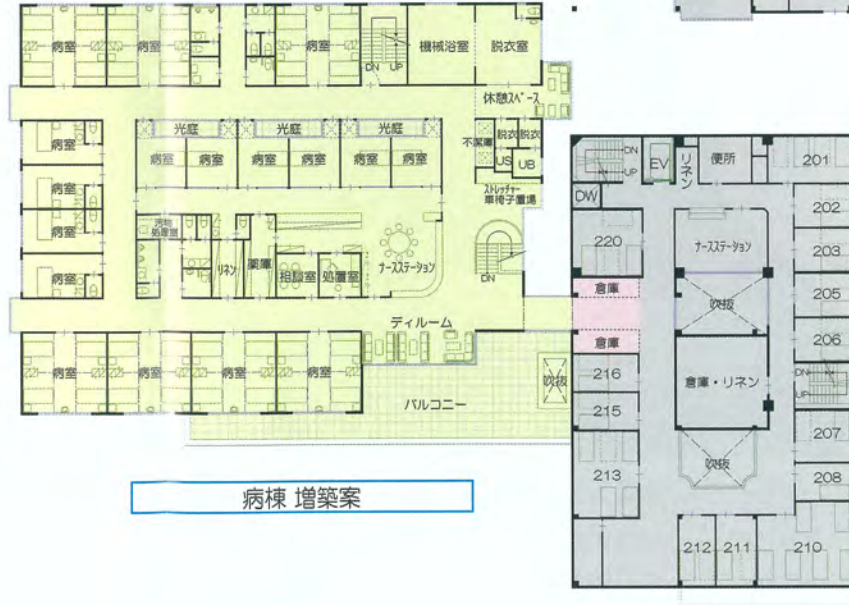 病室
病室
病室
病室
DN
UP
機械浴室
脱衣室
休憩スペース
光庭
光庭
光庭
病室
病室
病室
病室
病室
病室
不潔庫
脱衣
脱衣
US
UB
ストレッチャー
車椅子置場
病室
病室
病室
病室
汚物
処理室
リネン
薬庫
相談室
処置室
ナースステーション
DN
ディルーム
病室
病室
病室
病室
バルコニー
吹抜
病棟 増築案
DN
UP
EV
リネン
便所
201
DW
202
220
ナースステーション
203
倉庫
吹抜
205
倉庫
206
216
倉庫・リネン
DN
UP
215
207
213
吹抜
208
212
211
210